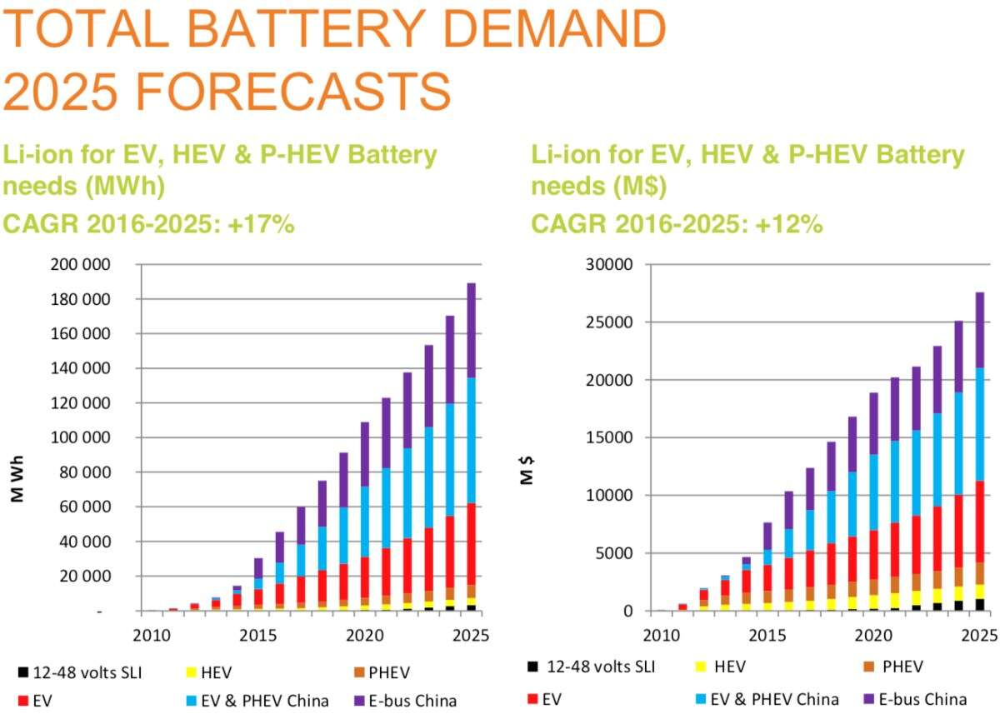 TOTAL BATTERY DEMAND
2025 FORECASTS
Li-ion for EV, HEV & P-HEV Battery
needs (MWh)
CAGR 2016-2025: +17%
200 000
180 000
160 000
140 000
120 000
100 000
80 000
60 000
40 000
20 000
-
M Wh
2010
2015
2020
2025
12-48 volts SLI
HEV
PHEV
EV
EV & PHEV China
E-bus China
Li-ion for EV, HEV & P-HEV Battery
needs (M$)
CAGR 2016-2025: +12%
30000
25000
20000
15000
10000
5000
0
M $
2010
2015
2020
2025
12-48 volts SLI
HEV
PHEV
EV
EV & PHEV China
E-bus China